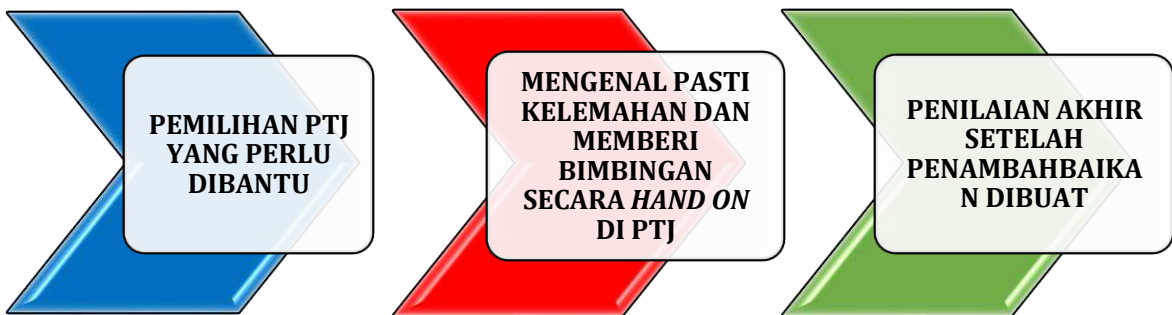 PEMILIHAN PTJ
YANG PERLU
DIBANTU
MENGENAL PASTI
KELEMAHAN DAN
MEMBERI
BIMBINGAN
SECARA HAND ON
DI PTJ
PENILAIAN AKHIR
SETELAH
PENAMBAHBAIKA
N DIBUAT